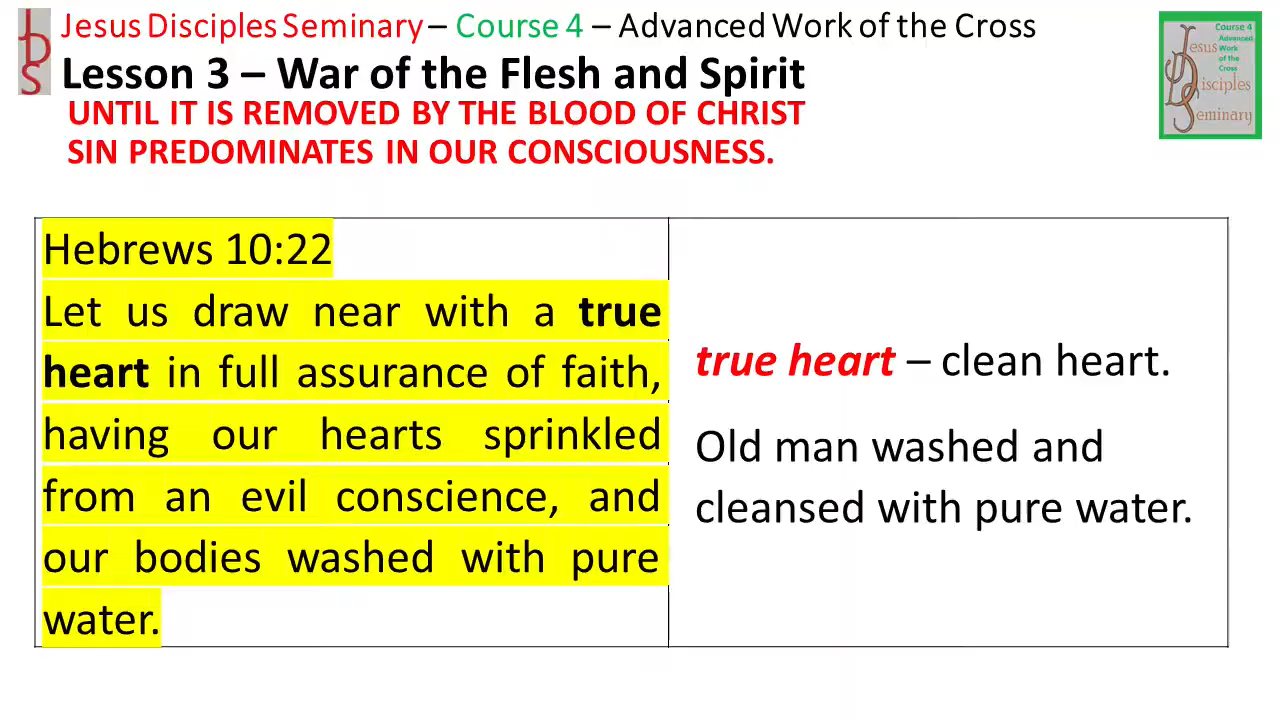 JDS
Jesus Disciples Seminary – Course 4 – Advanced Work of the Cross
Lesson 3 – War of the Flesh and Spirit
UNTIL IT IS REMOVED BY THE BLOOD OF CHRIST
SIN PREDOMINATES IN OUR CONSCIOUSNESS.
Course 4
Advanced
Work
of the
Cross
Jesus
Disciples
Seminary
Hebrews 10:22
Let us draw near with a true
heart in full assurance of faith,
having our hearts sprinkled
from an evil conscience, and
our bodies washed with pure
water.
true heart – clean heart.
Old man washed and
cleansed with pure water.